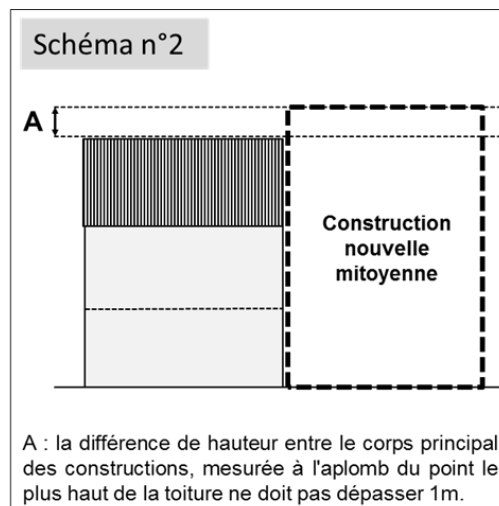 Schéma n°2
A
Construction
nouvelle
mitoyenne
A : la différence de hauteur entre le corps principal
des constructions, mesurée à l'aplomb du point le
plus haut de la toiture ne doit pas dépasser 1m.